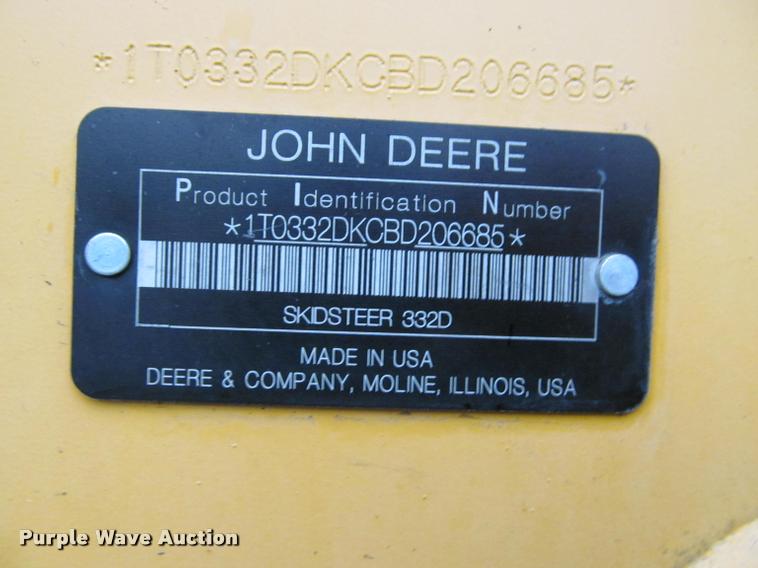 *1T0332DKCBD206685*
JOHN DEERE
Product Identification Number
*1T0332DKCBD206685*
SKIDSTEER 332D
MADE IN USA
DEERE & COMPANY, MOLINE, ILLINOIS, USA
Purple Wave Auction